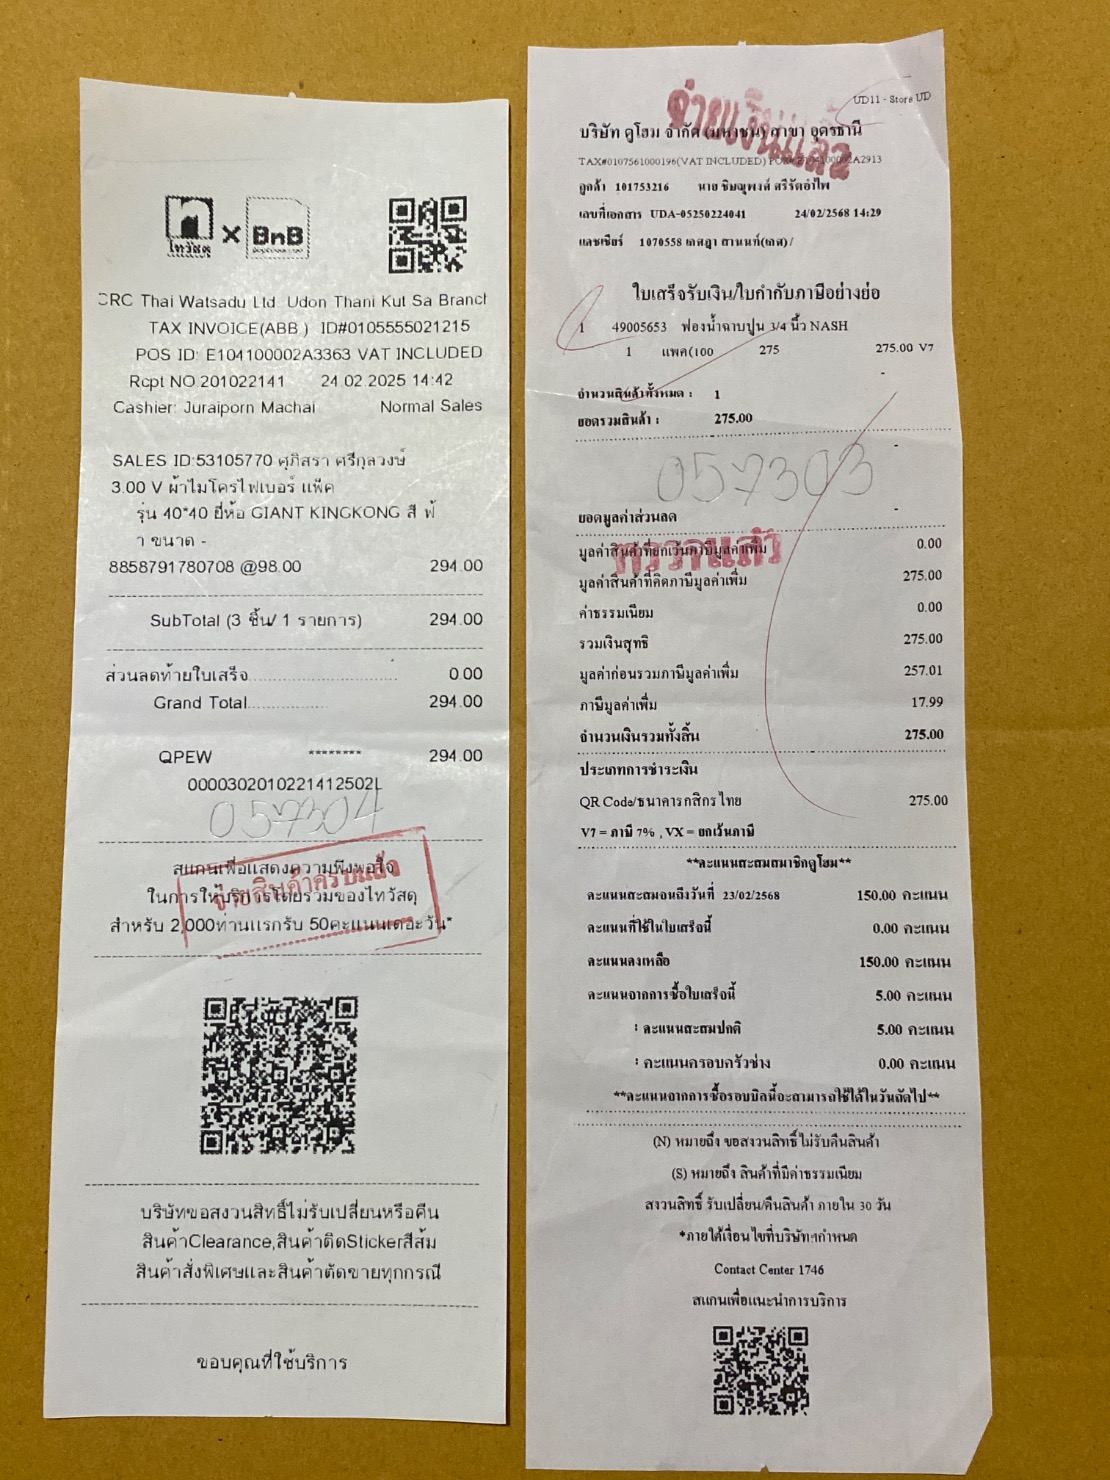 ไทวัสดุ X BnB
CRC Thai Watsadu Ltd. Udon Thani Kut Sa Branch
TAX INVOICE(ABB.) ID#0105555021215
POS ID: E104100002A3363 VAT INCLUDED
Rcpt NO.201022141 24.02.2025 14:42
Cashier: Juraiporn Machai Normal Sales
SALES ID:53105770 ศุภิสรา ศรีกุลวงษ์
3.00 V ผ้าไมโครไฟเบอร์ แพ็ค
รุ่น 40*40 ยี่ห้อ GIANT KINGKONG สี ฟ้
า ขนาด -
8858791780708 @98.00 294.00
SubTotal (3 ชิ้น/ 1 รายการ) 294.00
ส่วนลดท้ายใบเสร็จ 0.00
Grand Total 294.00
QPEW ******** 294.00
0000302010221412502L
057304
สแกนเพื่อแสดงความพึงพอใจ
ในการให้บริการโดยรวมของไทวัสดุ
สำหรับ 2,000ท่านแรกรับ 50คะแนนเดอะวัน*
จ่ายสินค้าครบแล้ว
บริษัทขอสงวนสิทธิ์ไม่รับเปลี่ยนหรือคืน
สินค้าClearance,สินค้าติดStickerสีส้ม
สินค้าสั่งพิเศษและสินค้าตัดขายทุกกรณี
ขอบคุณที่ใช้บริการ
จ่ายเงินแล้ว
UD11 - Store UD
บริษัท ดูโฮม จำกัด (มหาชน) สาขา อุดรธานี
TAX#0107561000196(VAT INCLUDED)
ลูกค้า 101753216 นาย
เลขที่เอกสาร UDA-05250224041 24/02/2568 14:29
แคชเชียร์ 1070558
ใบเสร็จรับเงิน/ใบกำกับภาษีอย่างย่อ
1 49005653 ฟองน้ำฉาบปูน 3/4 นิ้ว NASH
1 แพค(100 275 275.00 V7
จำนวนสินค้าทั้งหมด : 1
ยอดรวมสินค้า : 275.00
057303
ยอดมูลค่าส่วนลด -
ตรวจแล้ว
มูลค่าสินค้าที่ยกเว้นภาษีมูลค่าเพิ่ม 0.00
มูลค่าสินค้าที่คิดภาษีมูลค่าเพิ่ม 275.00
ค่าธรรมเนียม 0.00
รวมเงินสุทธิ 275.00
มูลค่าก่อนรวมภาษีมูลค่าเพิ่ม 257.01
ภาษีมูลค่าเพิ่ม 17.99
จำนวนเงินรวมทั้งสิ้น 275.00
ประเภทการชำระเงิน
QR Code/ธนาคารกสิกรไทย 275.00
V7 = ภาษี 7% , VX = ยกเว้นภาษี
**คะแนนสะสมสมาชิกดูโฮม**
คะแนนสะสมจนถึงวันที่ 23/02/2568 150.00 คะแนน
คะแนนที่ใช้ในใบเสร็จนี้ 0.00 คะแนน
คะแนนคงเหลือ 150.00 คะแนน
คะแนนจากการซื้อใบเสร็จนี้ 5.00 คะแนน
: คะแนนสะสมปกติ 5.00 คะแนน
: คะแนนครอบครัวช่าง 0.00 คะแนน
**คะแนนจากการซื้อรอบบิลนี้จะสามารถใช้ได้ในวันถัดไป**
(N) หมายถึง ขอสงวนสิทธิ์ไม่รับคืนสินค้า
(S) หมายถึง สินค้าที่มีค่าธรรมเนียม
สงวนสิทธิ์ รับเปลี่ยน/คืนสินค้า ภายใน 30 วัน
*ภายใต้เงื่อนไขที่บริษัทฯกำหนด
Contact Center 1746
สแกนเพื่อแนะนำการบริการ